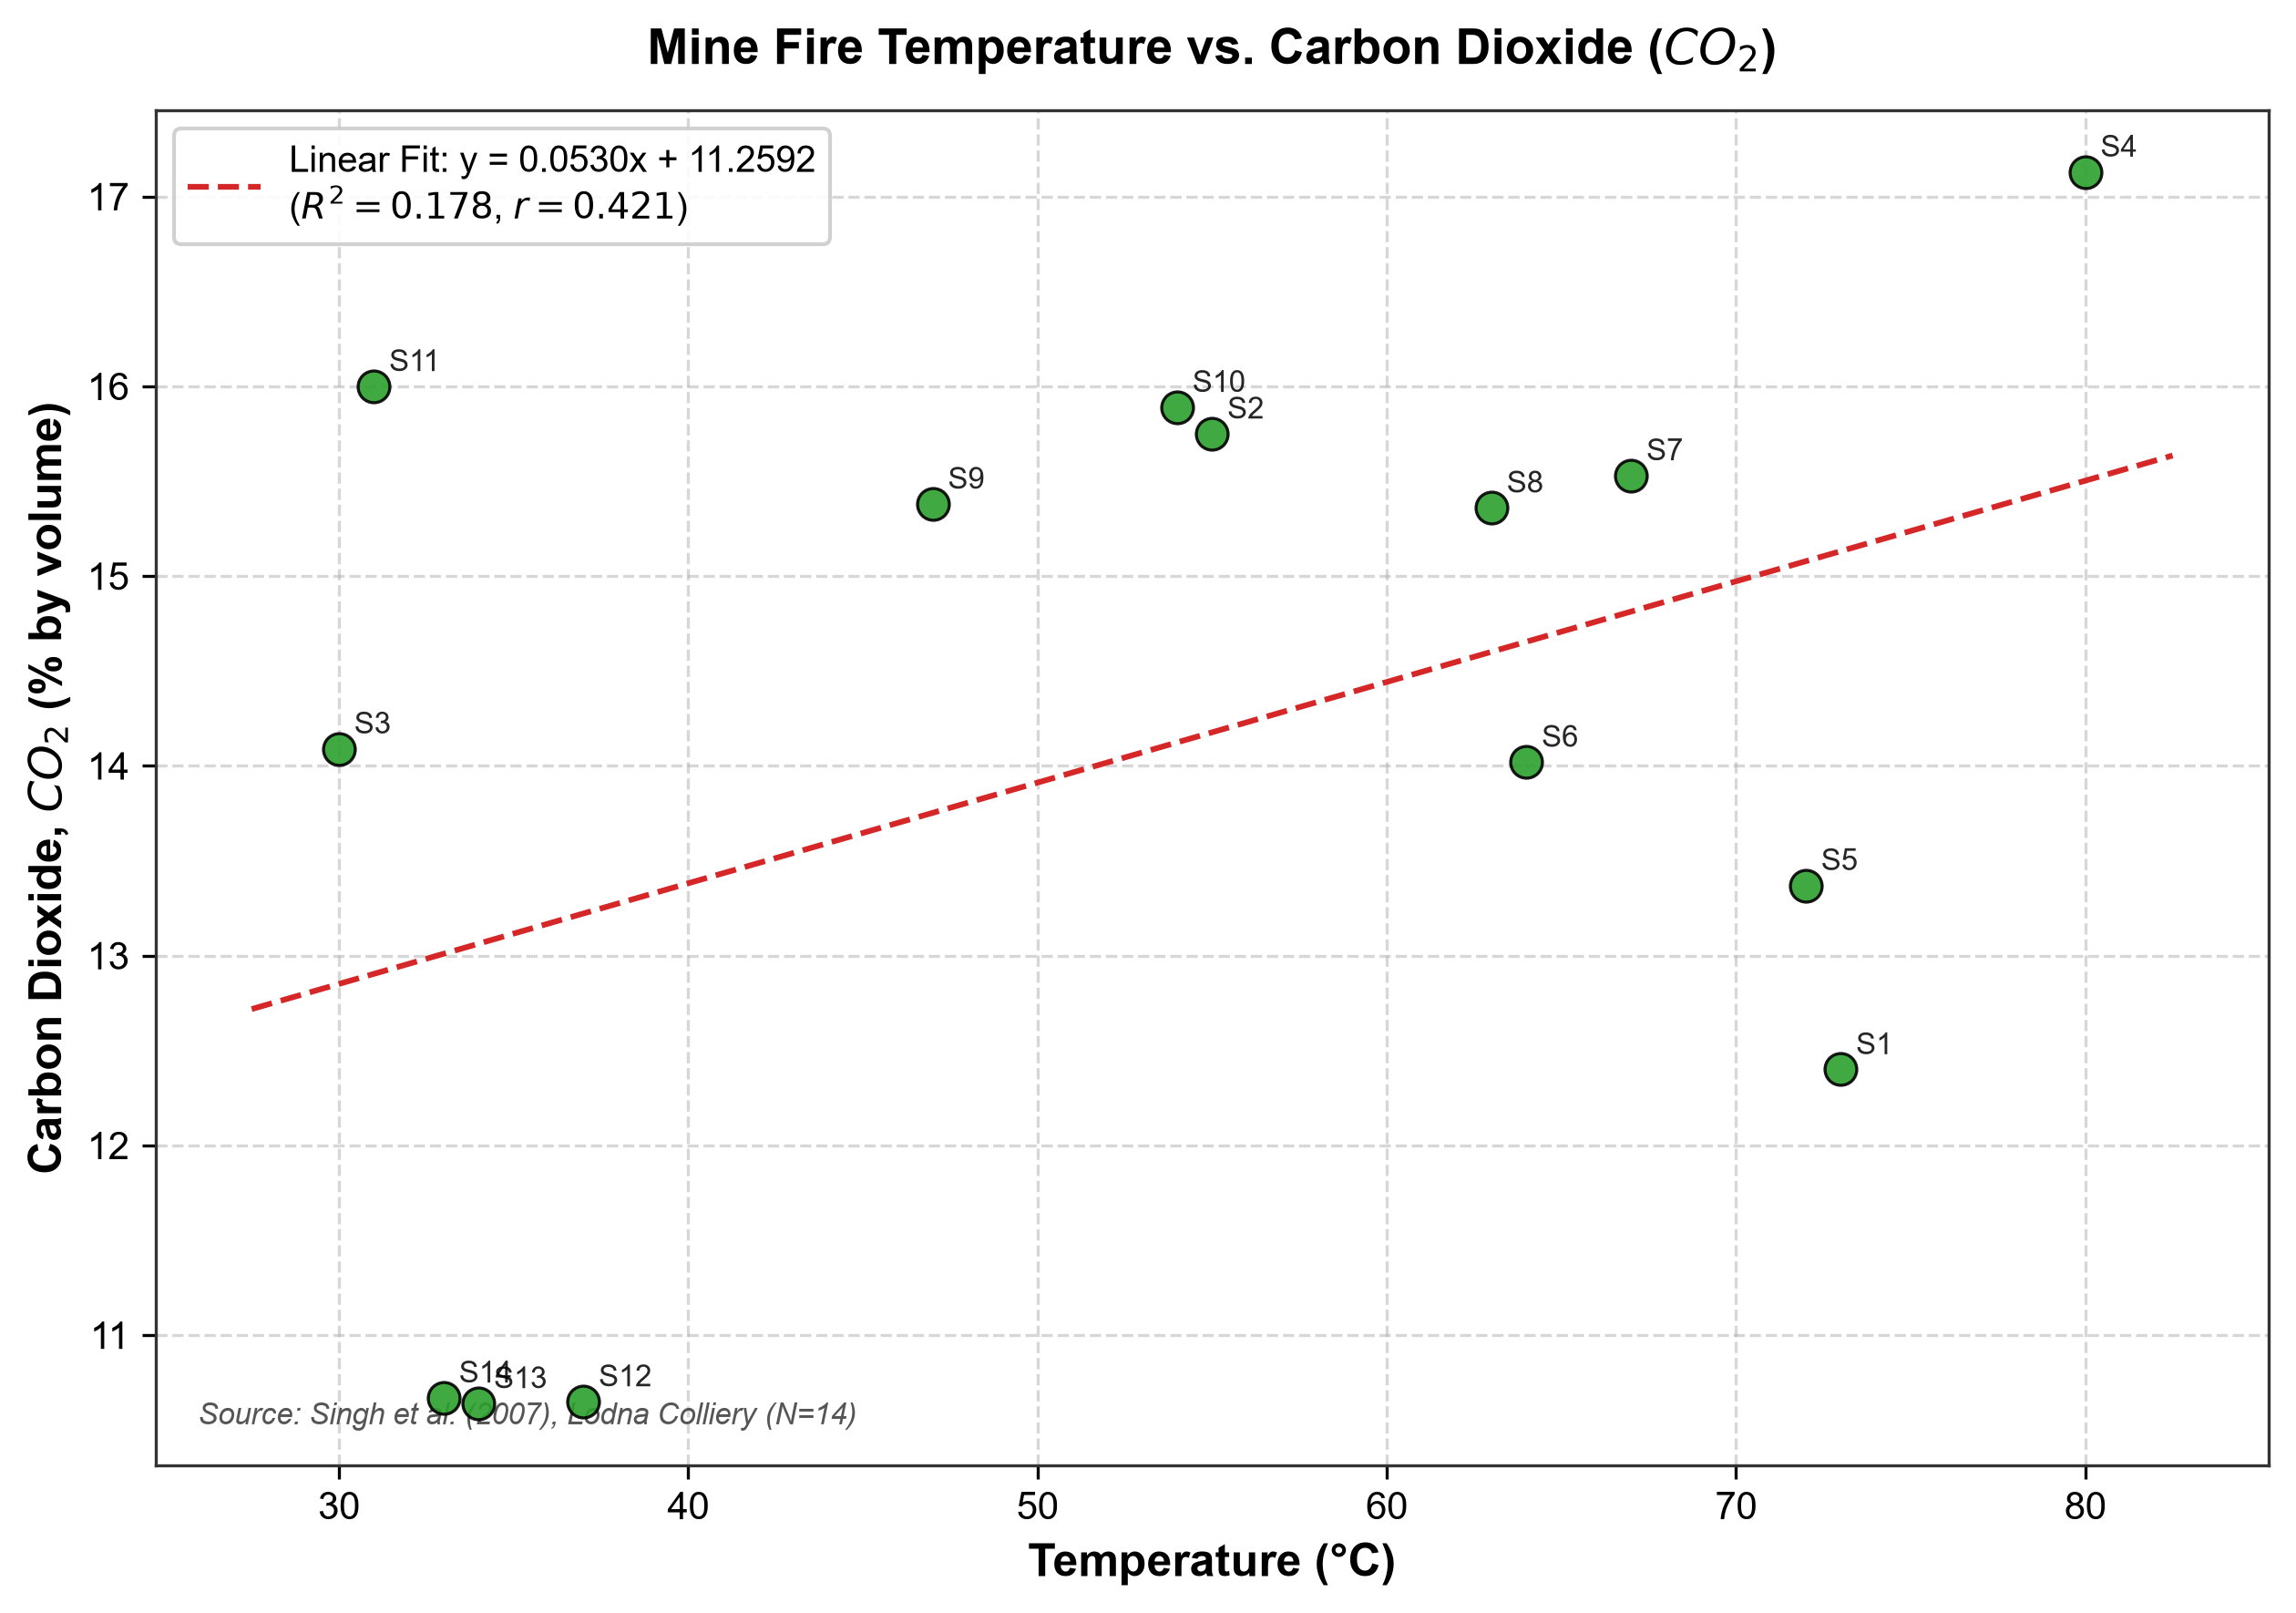 Mine Fire Temperature vs. Carbon Dioxide (CO₂)
Linear Fit: y = 0.0530x + 11.2592
(R² = 0.178, r = 0.421)
Carbon Dioxide, CO₂ (% by volume)
17
16
15
14
13
12
11
S4
S11
S10
S2
S7
S9
S8
S3
S6
S5
S1
S14
S13
S12
Source: Singh et al. (2007), Lodna Colliery (N=14)
30 40 50 60 70 80
Temperature (°C)